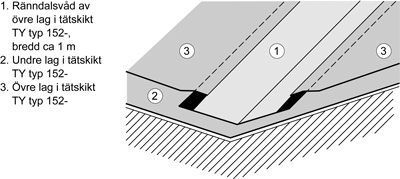 1. Ränndalsvåd av
övre lag i tätskikt
TY typ 152-,
bredd ca 1 m
2. Undre lag i tätskikt
TY typ 152-
3. Övre lag i tätskikt
TY typ 152-
3
1
3
2